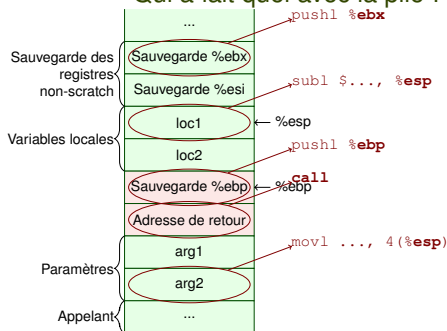 Qui a fait quoi avec la pile ?
...
pushl %ebx
Sauvegarde des
registres
non-scratch
Sauvegarde %ebx
Sauvegarde %esi
subl $..., %esp
Variables locales
loc1
← %esp
loc2
pushl %ebp
Sauvegarde %ebp
← %ebp
call
Adresse de retour
Paramètres
arg1
movl ..., 4(%esp)
arg2
Appelant
...